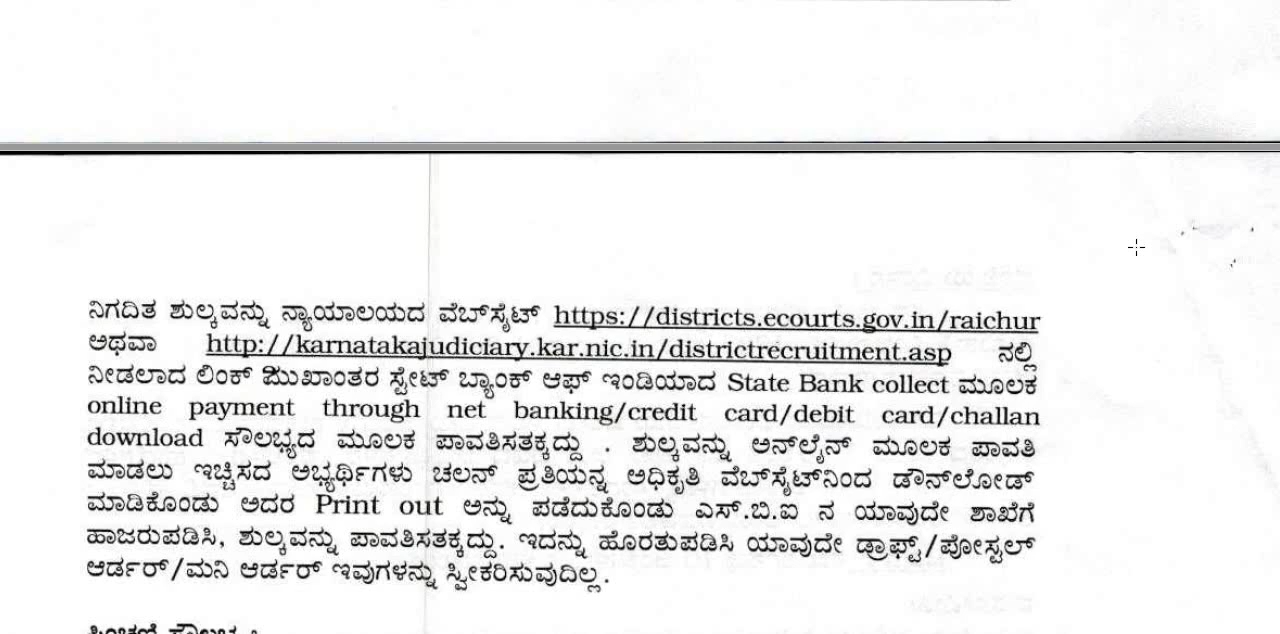 ನಿಗದಿತ ಶುಲ್ಕವನ್ನು ನ್ಯಾಯಾಲಯದ ವೆಬ್‌ಸೈಟ್ https://districts.ecourts.gov.in/raichur
ಅಥವಾ http://karnatakajudiciary.kar.nic.in/districtrecruitment.asp ನಲ್ಲಿ
ನೀಡಲಾದ ಲಿಂಕ್ ಸ್ಟೇಟ್ ಬ್ಯಾಂಕ್ ಆಫ್ ಇಂಡಿಯಾದ State Bank collect ಮೂಲಕ
online payment through net banking/credit card/debit card/challan
download ಸೌಲಭ್ಯದ ಮೂಲಕ ಪಾವತಿಸತಕ್ಕದ್ದು . ಶುಲ್ಕವನ್ನು ಅನ್‌ಲೈನ್ ಮೂಲಕ ಪಾವತಿ
ಮಾಡಲು ಇಚ್ಚಿಸದ ಅಭ್ಯರ್ಥಿಗಳು ಚಲನ್ ಪ್ರತಿಯನ್ನ ಅಧಿಕೃತಿ ವೆಬ್‌ಸೈಟ್‌ನಿಂದ ಡೌನ್‌ಲೋಡ್
ಮಾಡಿಕೊಂಡು ಅದರ Print out ಅನ್ನು ಪಡೆದುಕೊಂಡು ಎಸ್.ಬಿ.ಐ ನ ಯಾವುದೇ ಶಾಖೆಗೆ
ಹಾಜರುಪಡಿಸಿ, ಶುಲ್ಕವನ್ನು ಪಾವತಿಸತಕ್ಕದ್ದು. ಇದನ್ನು ಹೊರತುಪಡಿಸಿ ಯಾವುದೇ ಡ್ರಾಫ್ಟ್/ಪೋಸ್ಟಲ್
ಆರ್ಡರ್/ಮನಿ ಆರ್ಡರ್ ಇವುಗಳನ್ನು ಸ್ವೀಕರಿಸುವುದಿಲ್ಲ.